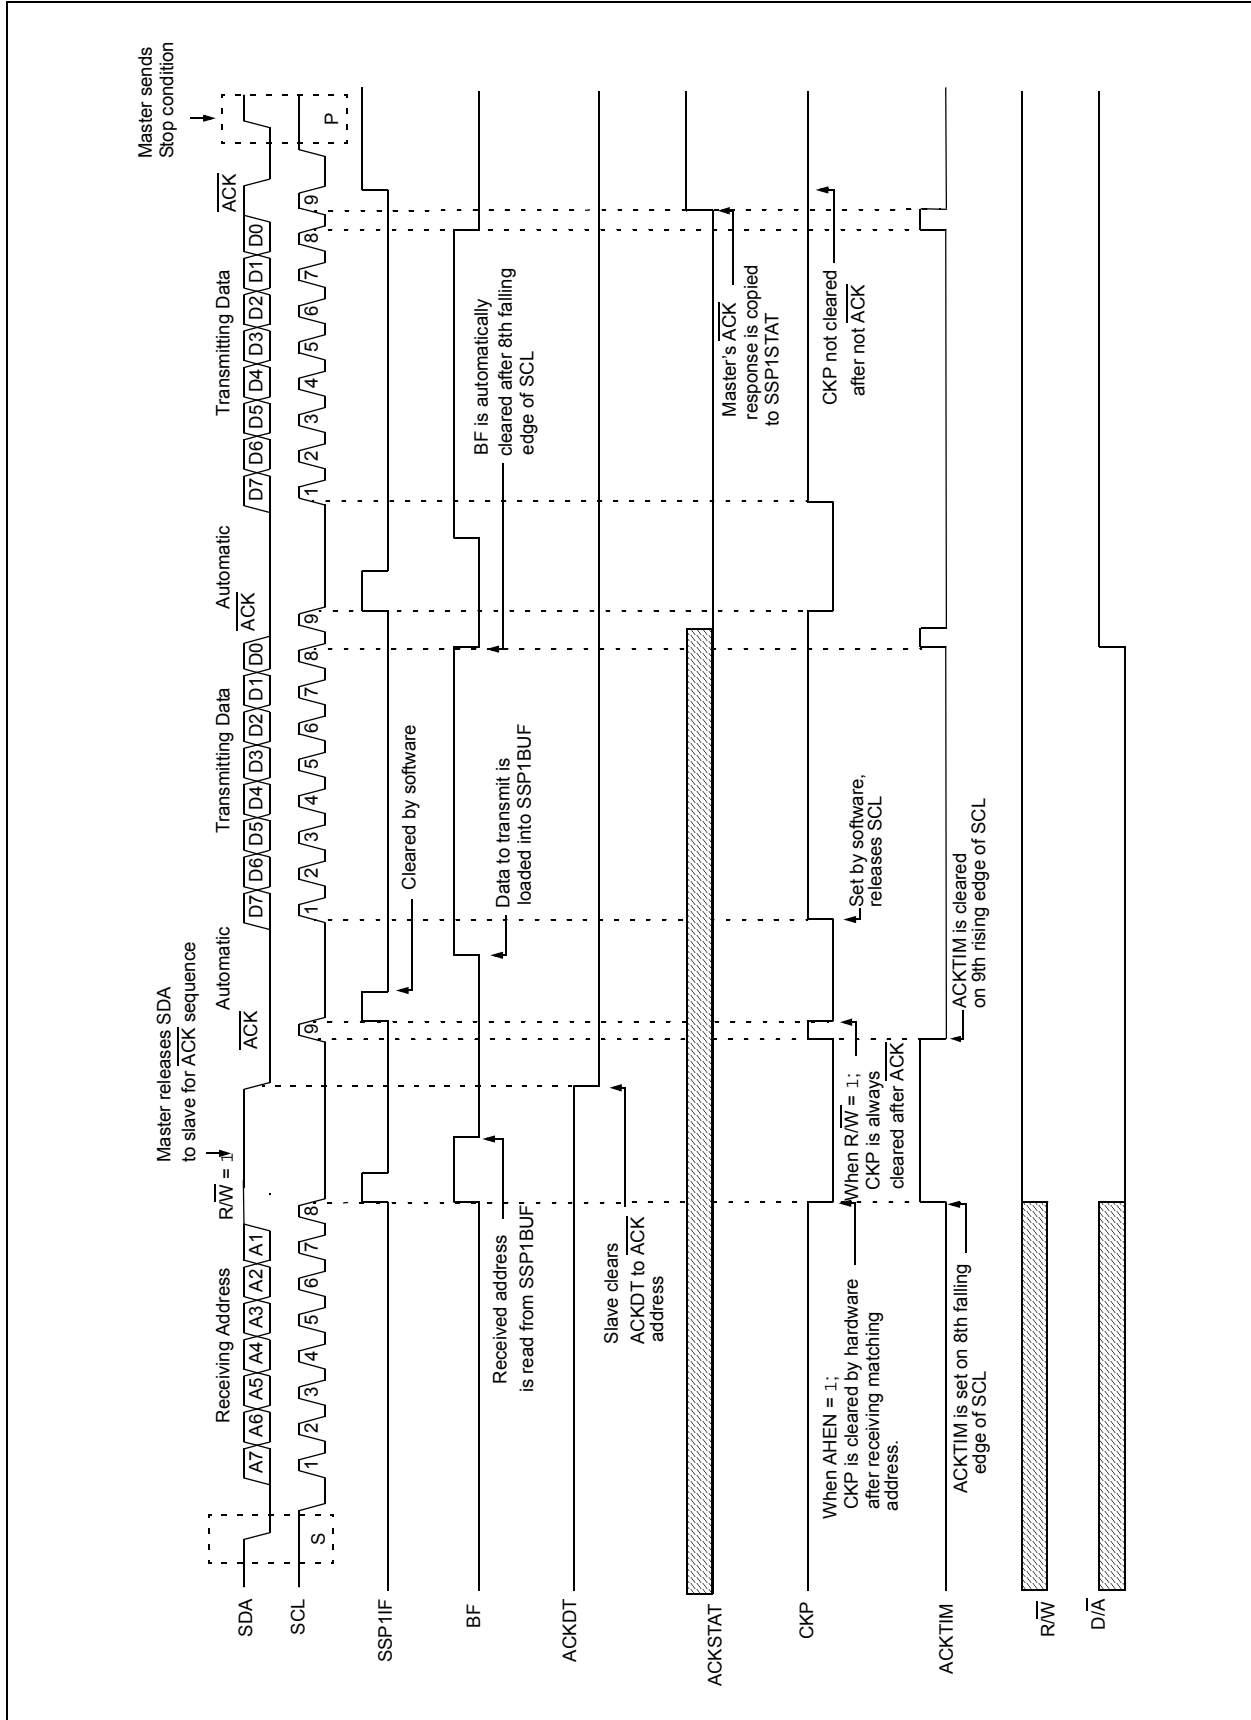 Master releases SDA
to slave for ACK sequence
Master sends
Stop condition
Receiving Address
R/W = 1
Automatic
ACK
Transmitting Data
Automatic
ACK
Transmitting Data
ACK
SDA
A7 A6 A5 A4 A3 A2 A1
D7 D6 D5 D4 D3 D2 D1 D0
D7 D6 D5 D4 D3 D2 D1 D0
SCL
1 2 3 4 5 6 7 8 9
1 2 3 4 5 6 7 8 9
1 2 3 4 5 6 7 8 9
S
P
SSP1IF
Cleared by software
BF
Received address
is read from SSP1BUF
Data to transmit is
loaded into SSP1BUF
BF is automatically
cleared after 8th falling
edge of SCL
ACKDT
Slave clears
ACKDT to ACK
address
ACKSTAT
Master's ACK
response is copied
to SSP1STAT
CKP
When AHEN = 1;
CKP is cleared by hardware
after receiving matching
address.
When R/W = 1;
CKP is always
cleared after ACK
Set by software,
releases SCL
CKP not cleared
after not ACK
ACKTIM
ACKTIM is set on 8th falling
edge of SCL
ACKTIM is cleared
on 9th rising edge of SCL
R/W
D/A